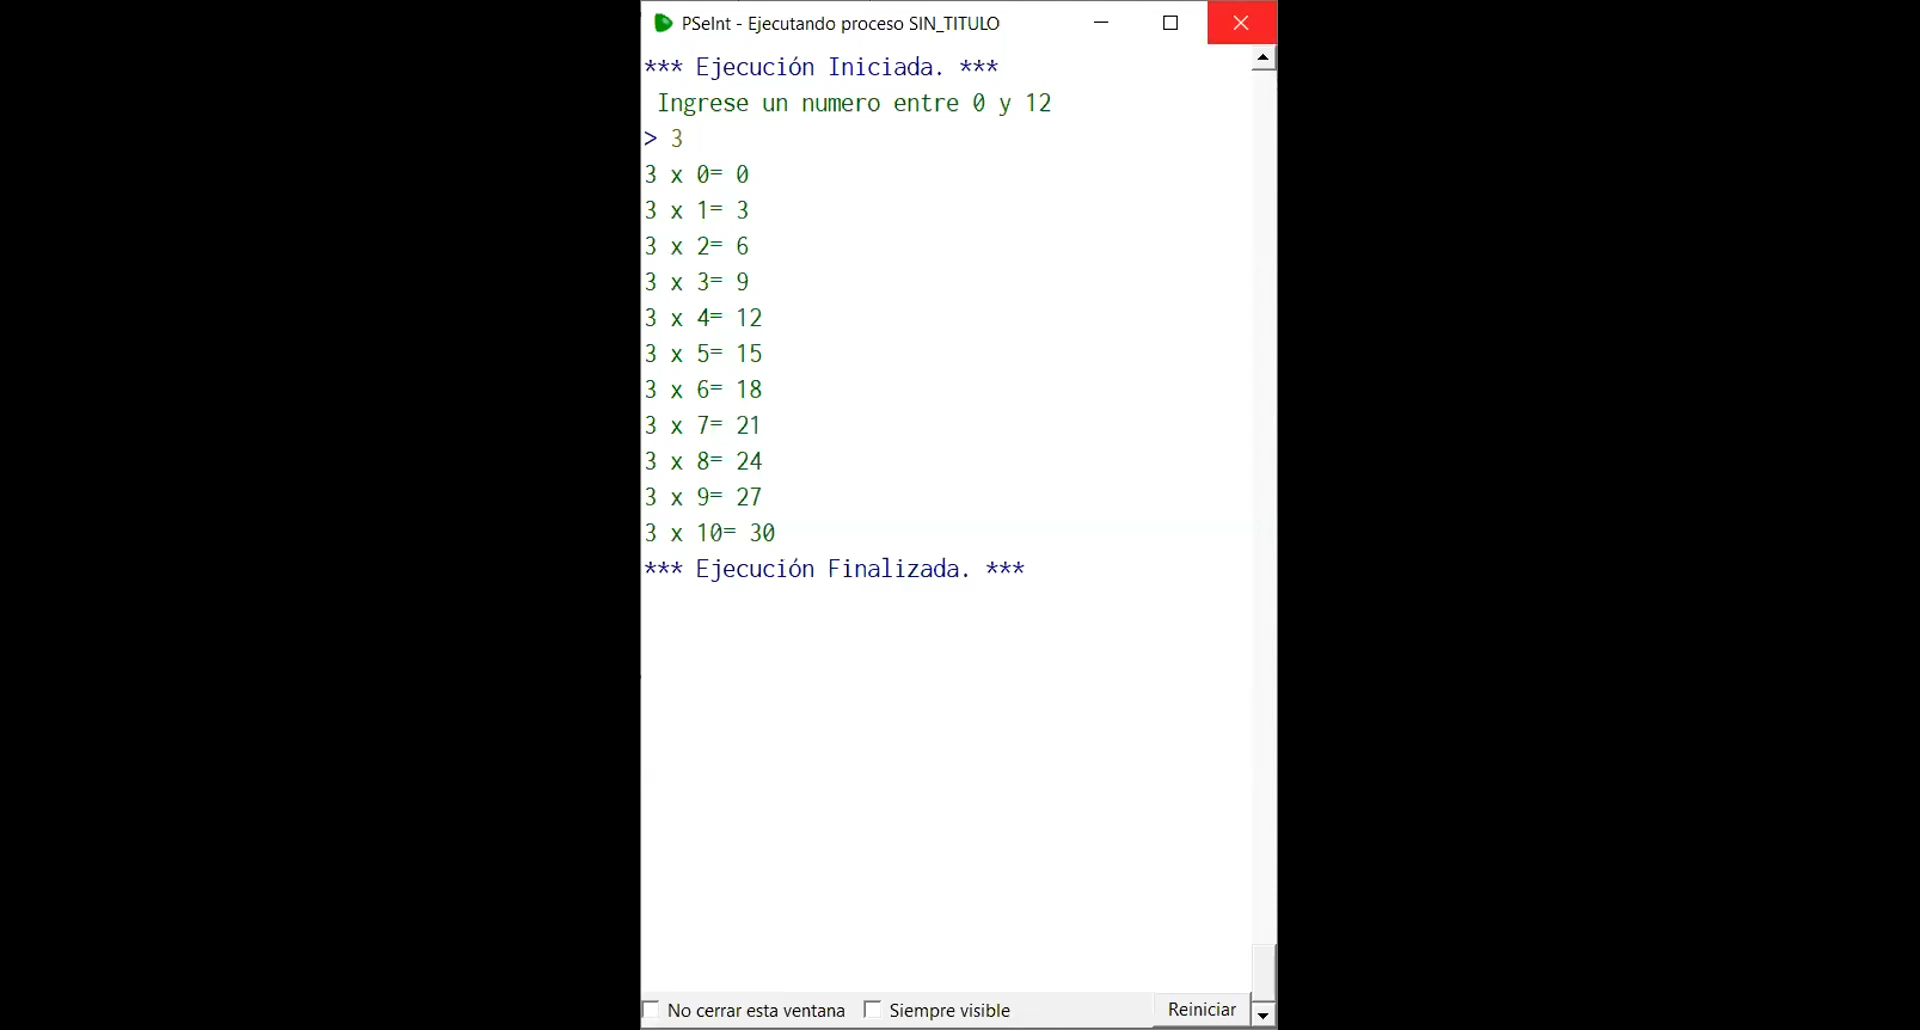 PSeInt - Ejecutando proceso SIN_TITULO
*** Ejecución Iniciada. ***
Ingrese un numero entre 0 y 12
> 3
3 x 0= 0
3 x 1= 3
3 x 2= 6
3 x 3= 9
3 x 4= 12
3 x 5= 15
3 x 6= 18
3 x 7= 21
3 x 8= 24
3 x 9= 27
3 x 10= 30
*** Ejecución Finalizada. ***
No cerrar esta ventana Siempre visible Reiniciar